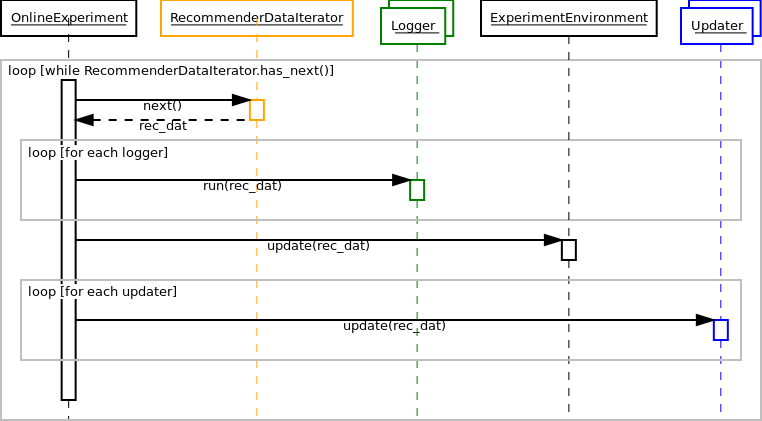 OnlineExperiment
RecommenderDataIterator
Logger
ExperimentEnvironment
Updater
loop [while RecommenderDataIterator.has_next()]
next()
rec_dat
loop [for each logger]
run(rec_dat)
update(rec_dat)
loop [for each updater]
update(rec_dat)